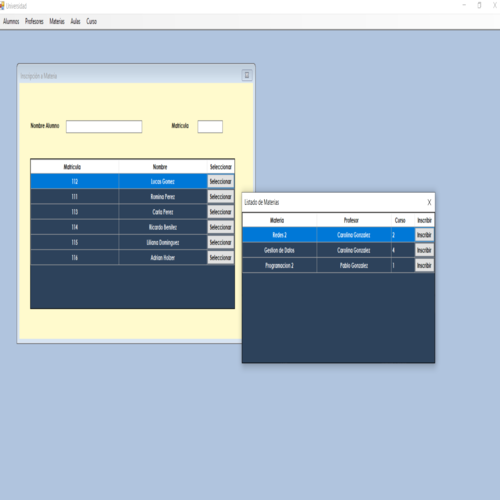 Universidad
Alumnos Profesores Materias Aulas Curso
Inscripcion a Materia
Nombre Alumno Matricula
Matricula Nombre Seleccionar
112 Lucas Gomez Seleccionar
111 Romina Perez Seleccionar
113 Carla Perez Seleccionar
114 Ricardo Benitez Seleccionar
115 Liliana Dominguez Seleccionar
116 Adrian Holzer Seleccionar
Listado de Materias X
Materia Profesor Curso Inscribir
Redes 2 Carolina Gonzalez 2 Inscribir
Gestion de Datos Carolina Gonzalez 4 Inscribir
Programacion 2 Pablo Gonzalez 1 Inscribir